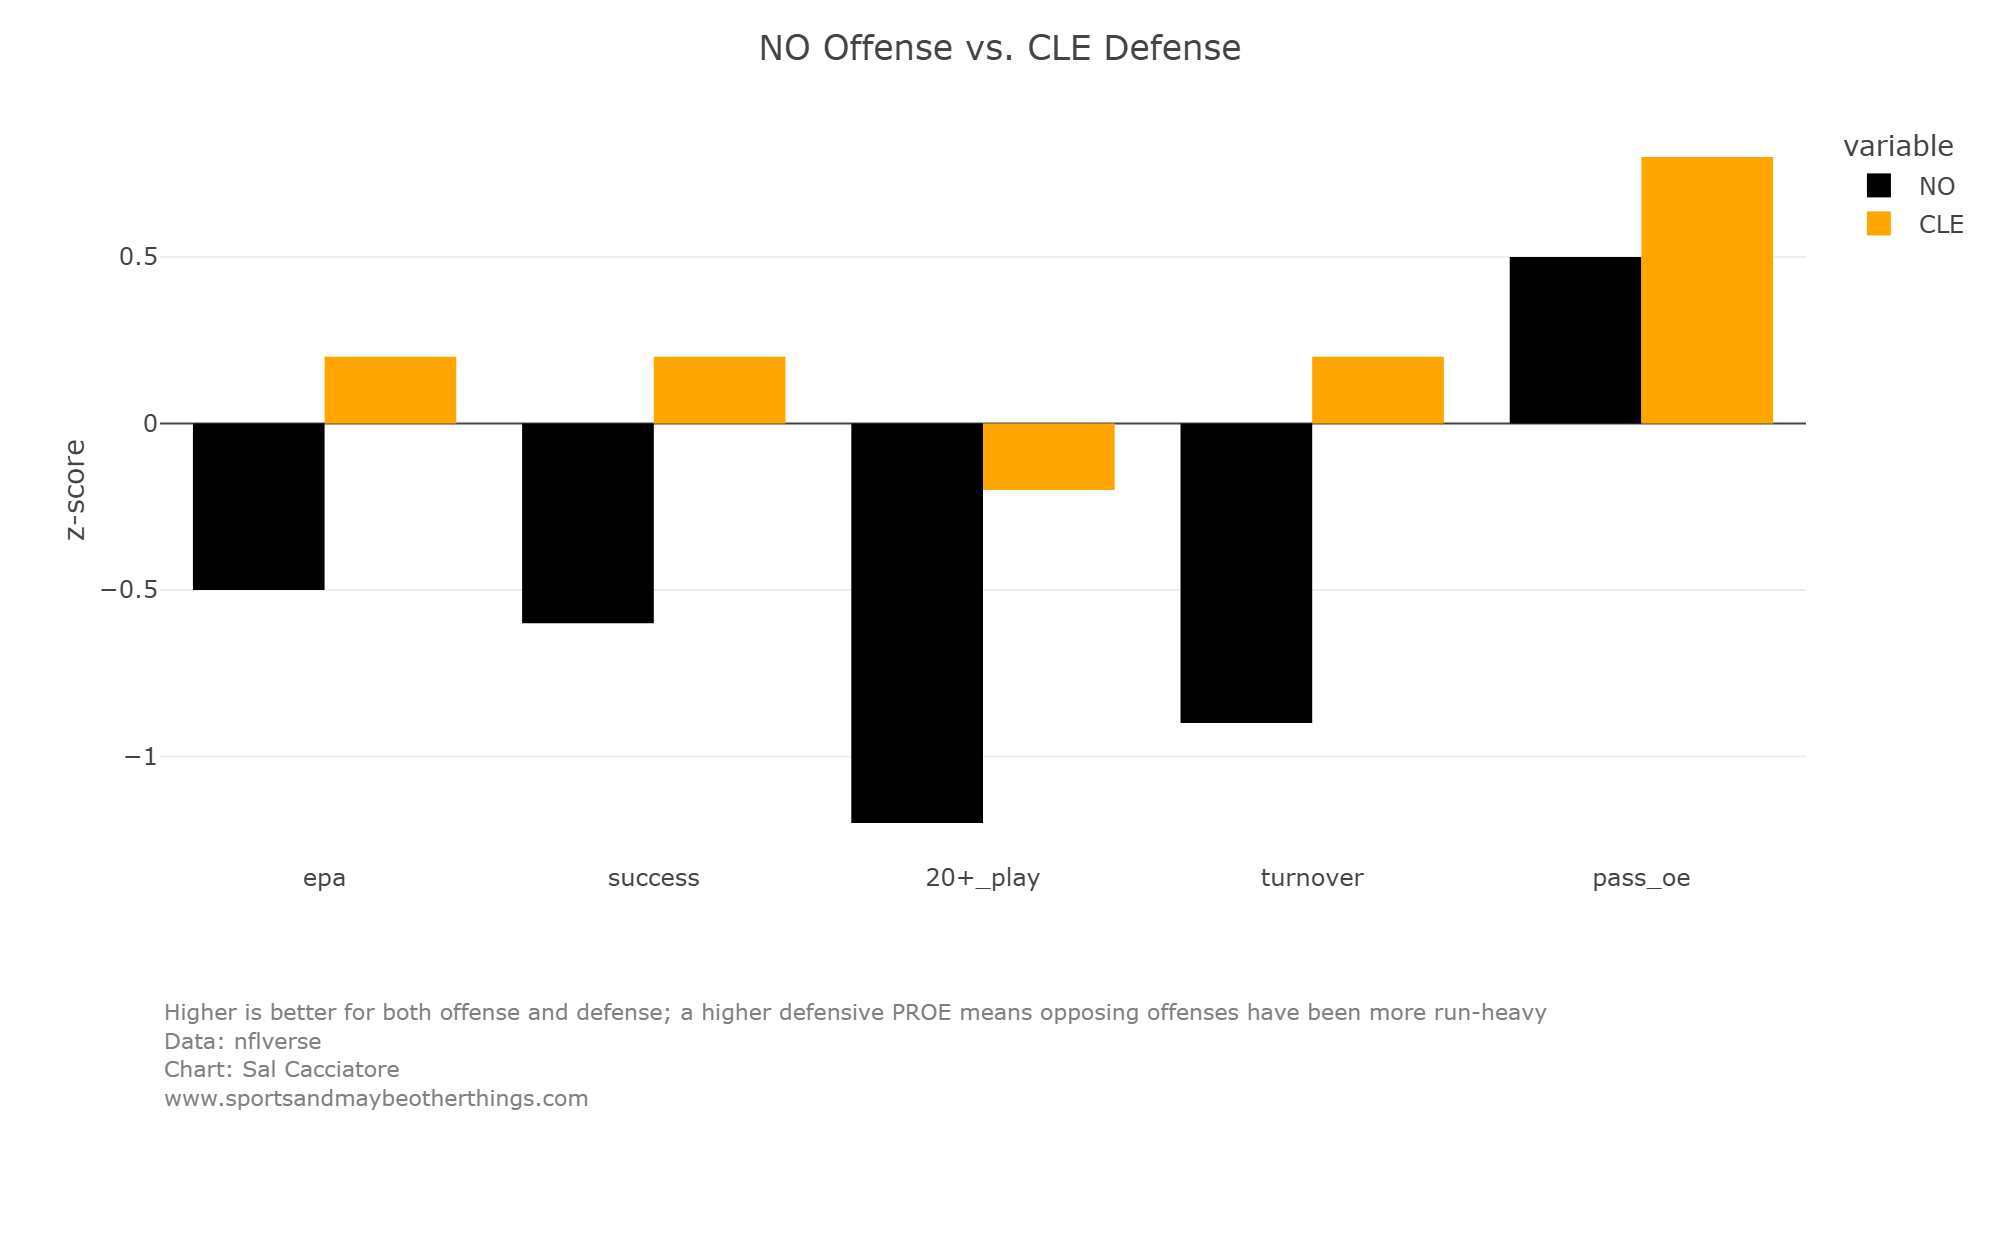 NO Offense vs. CLE Defense
variable
NO
CLE
0.5
0
−0.5
−1
z-score
epa
success
20+_play
turnover
pass_oe
Higher is better for both offense and defense; a higher defensive PROE means opposing offenses have been more run-heavy
Data: nflverse
Chart: Sal Cacciatore
www.sportsandmaybeotherthings.com